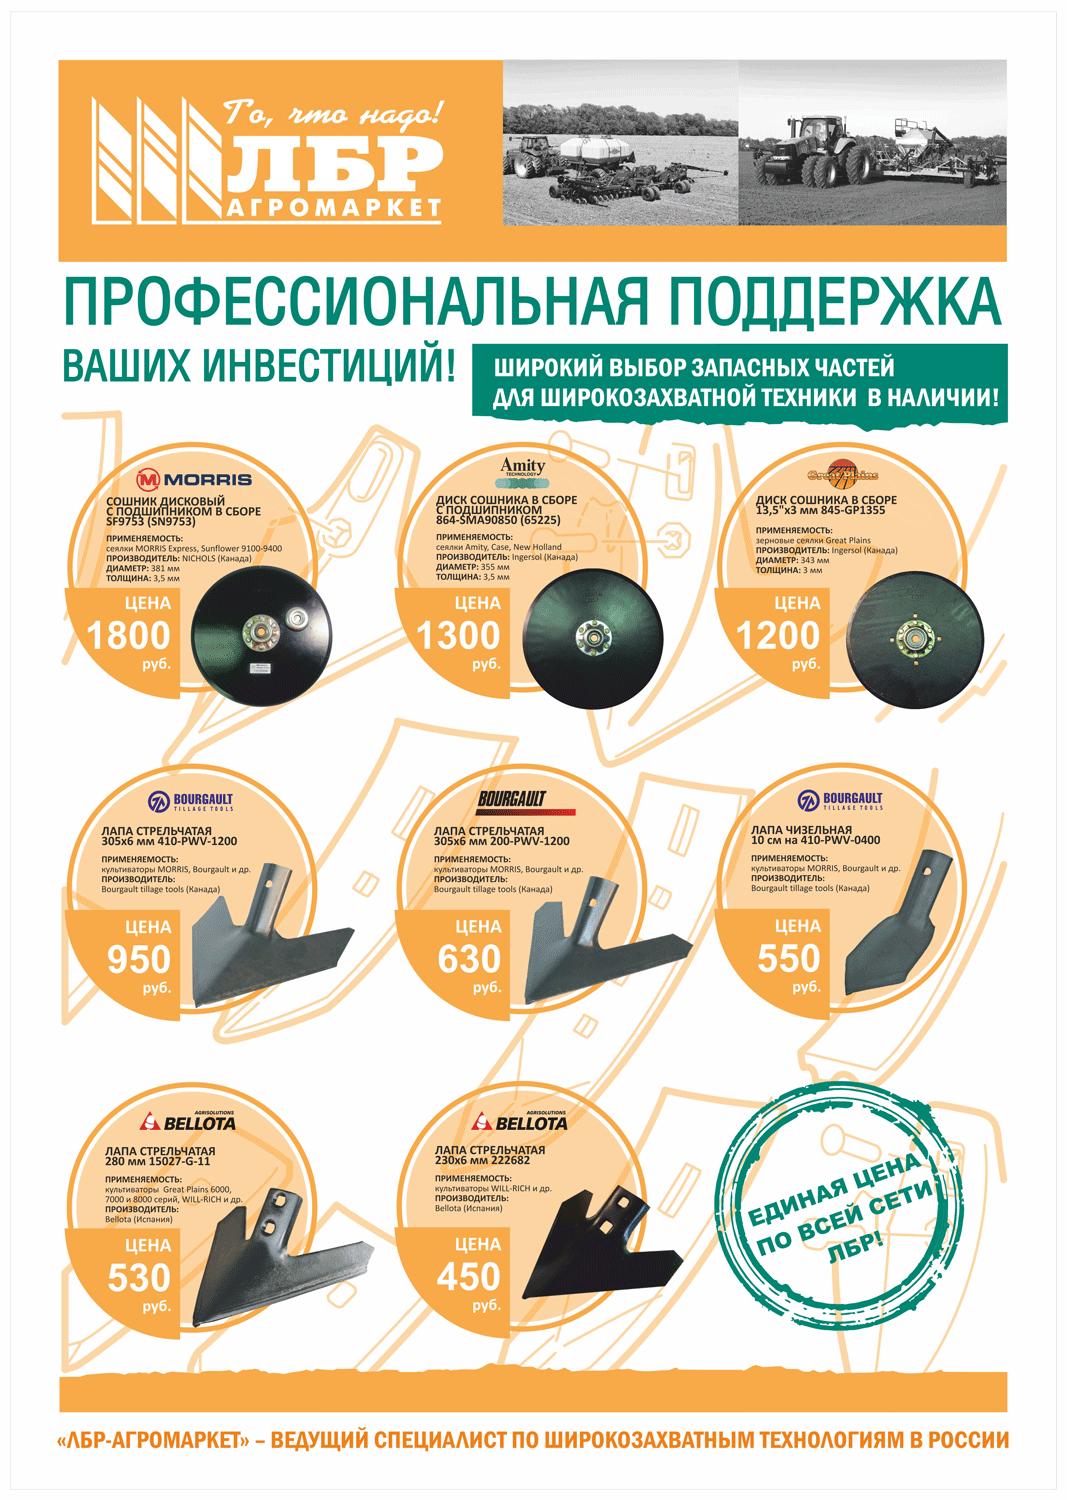 То, что надо!
ЛБР
АГРОМАРКЕТ
ПРОФЕССИОНАЛЬНАЯ ПОДДЕРЖКА
ВАШИХ ИНВЕСТИЦИЙ!
ШИРОКИЙ ВЫБОР ЗАПАСНЫХ ЧАСТЕЙ
ДЛЯ ШИРОКОЗАХВАТНОЙ ТЕХНИКИ В НАЛИЧИИ!
MORRIS
СОШНИК ДИСКОВЫЙ
С ПОДШИПНИКОМ В СБОРЕ
SF9753 (SN9753)
ПРИМЕНЯЕМОСТЬ:
сеялки MORRIS Express, Sunflower 9100-9400
ПРОИЗВОДИТЕЛЬ: NICHOLS (Канада)
ДИАМЕТР: 381 мм
ТОЛЩИНА: 3,5 мм
ЦЕНА
1800
руб.
Amity
TECHNOLOGY
ДИСК СОШНИКА В СБОРЕ
С ПОДШИПНИКОМ
864-SMA90850 (65225)
ПРИМЕНЯЕМОСТЬ:
сеялки Amity, Case, New Holland
ПРОИЗВОДИТЕЛЬ: Ingersol (Канада)
ДИАМЕТР: 355 мм
ТОЛЩИНА: 3,5 мм
ЦЕНА
1300
руб.
Great Plains
ДИСК СОШНИКА В СБОРЕ
13,5"x3 мм 845-GP1355
ПРИМЕНЯЕМОСТЬ:
зерновые сеялки Great Plains
ПРОИЗВОДИТЕЛЬ: Ingersol (Канада)
ДИАМЕТР: 343 мм
ТОЛЩИНА: 3 мм
ЦЕНА
1200
руб.
BOURGAULT
TILLAGE TOOLS
ЛАПА СТРЕЛЬЧАТАЯ
305х6 мм 410-PWV-1200
ПРИМЕНЯЕМОСТЬ:
культиваторы MORRIS, Bourgault и др.
ПРОИЗВОДИТЕЛЬ:
Bourgault tillage tools (Канада)
ЦЕНА
950
руб.
BOURGAULT
ЛАПА СТРЕЛЬЧАТАЯ
305х6 мм 200-PWV-1200
ПРИМЕНЯЕМОСТЬ:
культиваторы MORRIS, Bourgault и др.
ПРОИЗВОДИТЕЛЬ:
Bourgault tillage tools (Канада)
ЦЕНА
630
руб.
BOURGAULT
TILLAGE TOOLS
ЛАПА ЧИЗЕЛЬНАЯ
10 см на 410-PWV-0400
ПРИМЕНЯЕМОСТЬ:
культиваторы MORRIS, Bourgault и др.
ПРОИЗВОДИТЕЛЬ:
Bourgault tillage tools (Канада)
ЦЕНА
550
руб.
AGRISOLUTIONS
BELLOTA
ЛАПА СТРЕЛЬЧАТАЯ
280 мм 15027-G-11
ПРИМЕНЯЕМОСТЬ:
культиваторы Great Plains 6000,
7000 и 8000 серий, WILL-RICH и др.
ПРОИЗВОДИТЕЛЬ:
Bellota (Испания)
ЦЕНА
530
руб.
AGRISOLUTIONS
BELLOTA
ЛАПА СТРЕЛЬЧАТАЯ
230х6 мм 222682
ПРИМЕНЯЕМОСТЬ:
культиваторы WILL-RICH и др.
ПРОИЗВОДИТЕЛЬ:
Bellota (Испания)
ЦЕНА
450
руб.
ЕДИНАЯ ЦЕНА
ПО ВСЕЙ СЕТИ
ЛБР!
«ЛБР-АГРОМАРКЕТ» – ВЕДУЩИЙ СПЕЦИАЛИСТ ПО ШИРОКОЗАХВАТНЫМ ТЕХНОЛОГИЯМ В РОССИИ